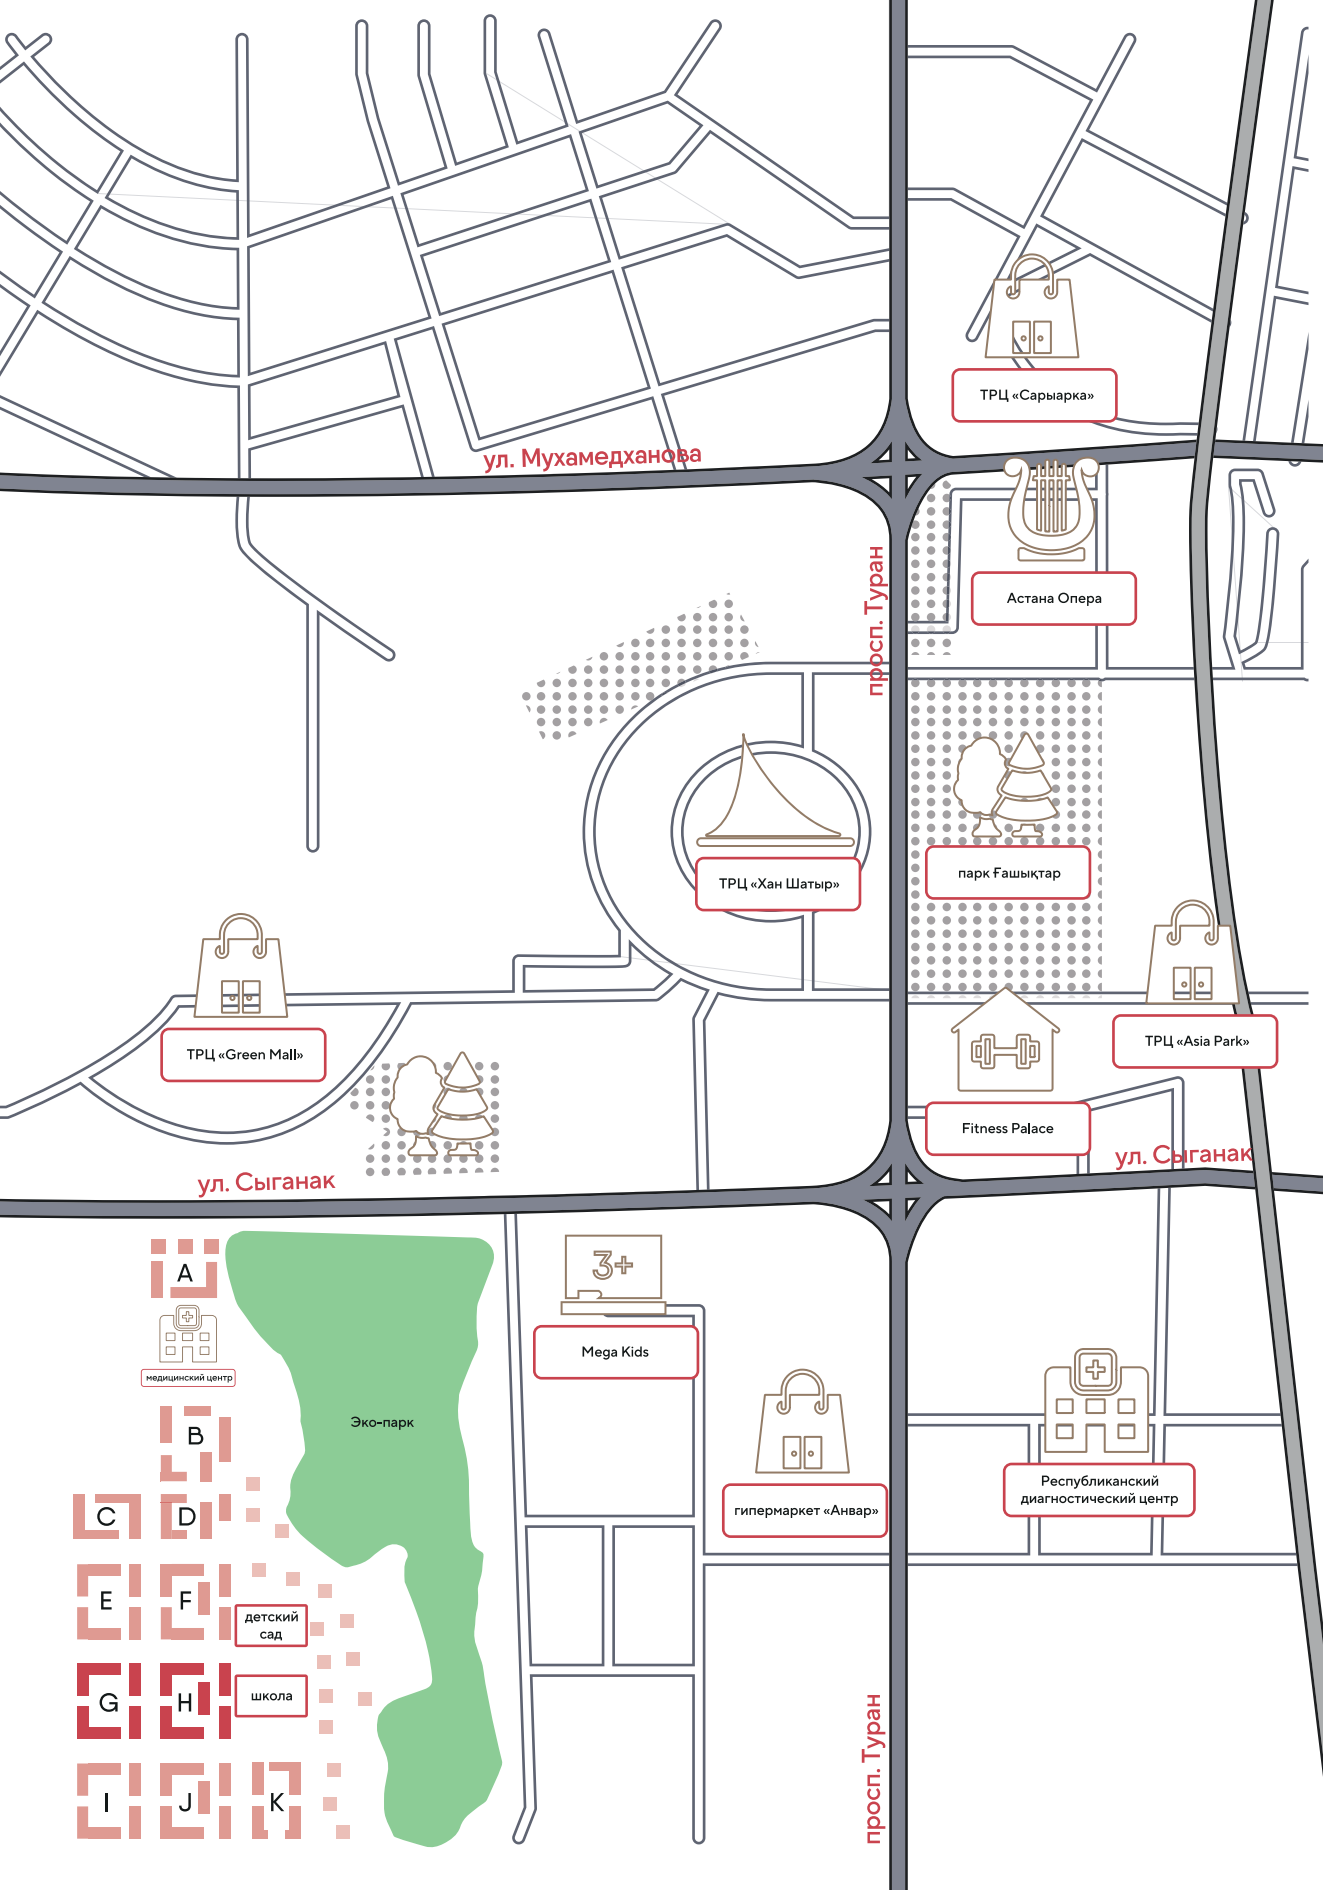 ТРЦ «Сарыарка»
ул. Мухамедханова
просп. Туран
Астана Опера
ТРЦ «Хан Шатыр»
парк Ғашықтар
ТРЦ «Green Mall»
ТРЦ «Asia Park»
Fitness Palace
ул. Сыганак
ул. Сыганак
A
медицинский центр
3+
Mega Kids
Эко-парк
B
C
D
гипермаркет «Анвар»
Республиканский
диагностический центр
E
F
детский
сад
G
H
школа
просп. Туран
I
J
K